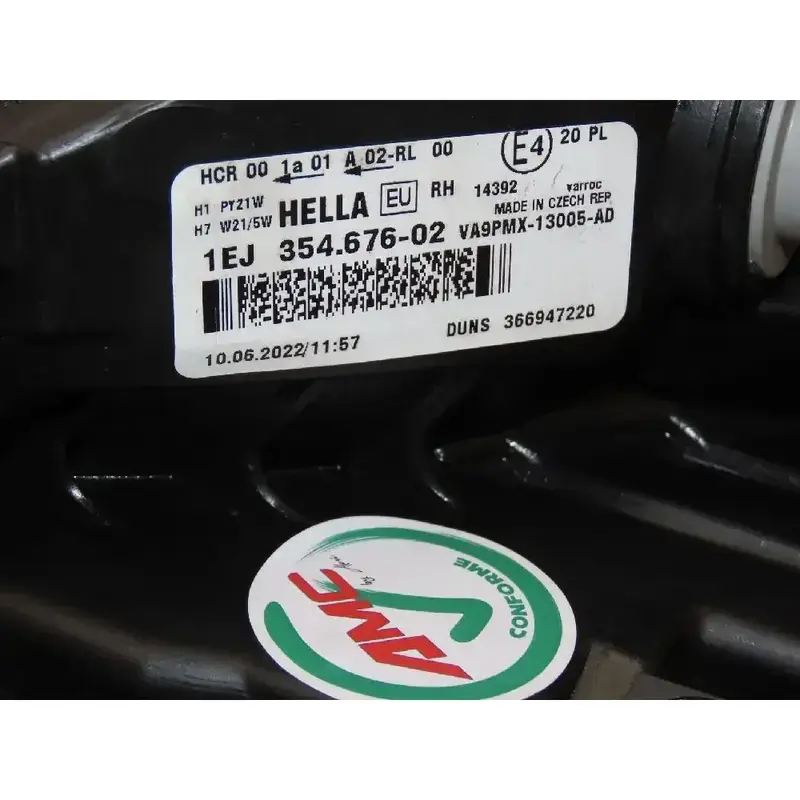 HCR 00 1a 01 A 02-RL 00 E4 20 PL
H1 PY21W HELLA EU RH 14392 varroc
H7 W21/5W MADE IN CZECH REP
1EJ 354.676-02 VA9PMX-13005-AD
10.06.2022/11:57 DUNS 366947220
CONFORME
AMC